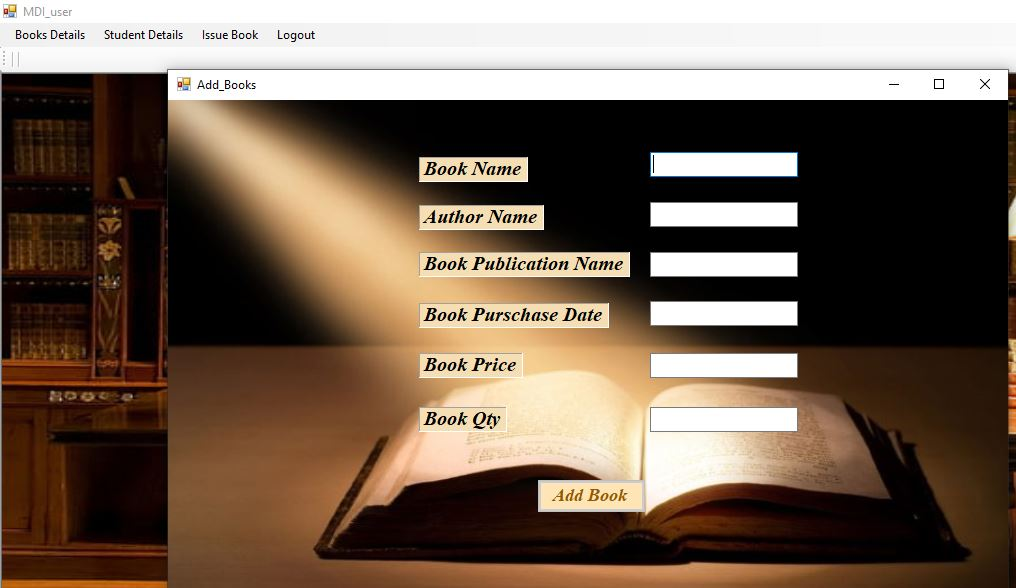 MDI_user
Books Details Student Details Issue Book Logout
Add_Books
Book Name
Author Name
Book Publication Name
Book Purschase Date
Book Price
Book Qty
Add Book